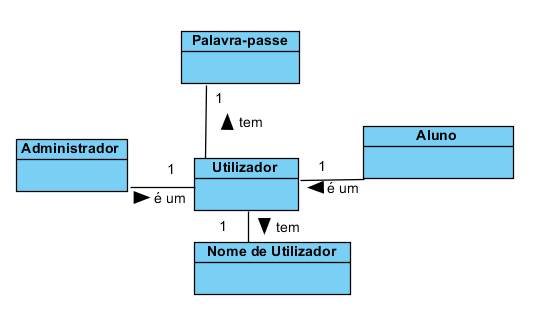 Palavra-passe
1
tem
Aluno
Administrador
1
Utilizador
1
é um
é um
1
tem
Nome de Utilizador